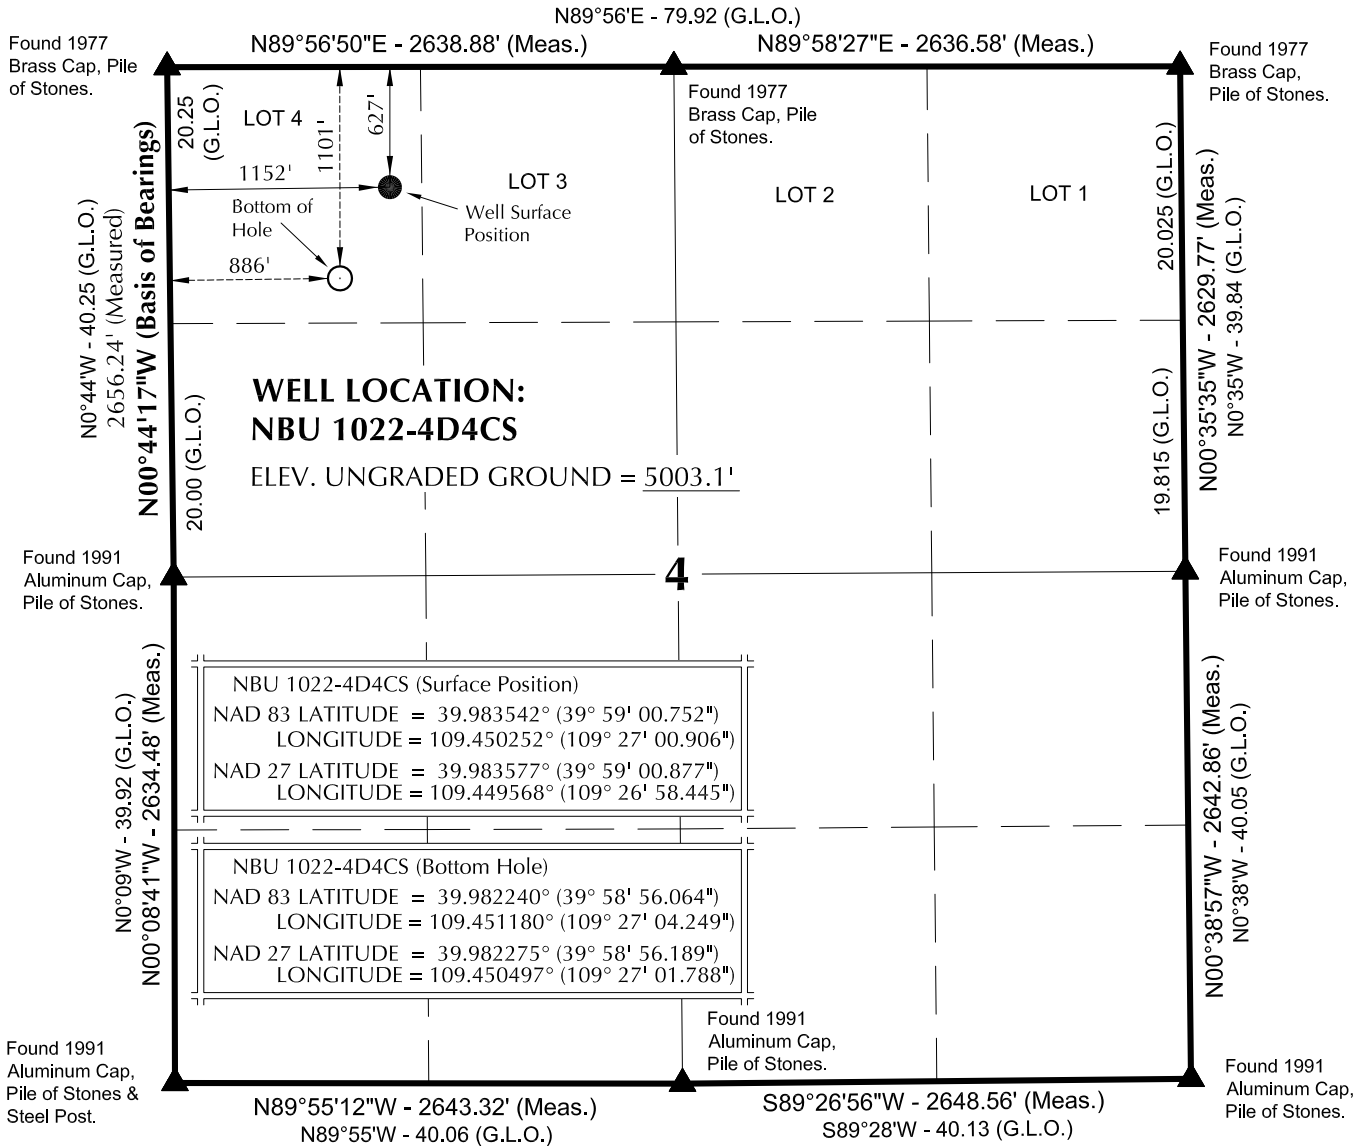 N89°56'E - 79.92 (G.L.O.)
N89°56'50"E - 2638.88' (Meas.)
N89°58'27"E - 2636.58' (Meas.)
Found 1977
Brass Cap, Pile
of Stones.
Found 1977
Brass Cap, Pile
of Stones.
Found 1977
Brass Cap,
Pile of Stones.
20.25
(G.L.O.)
LOT 4
1101'
627'
1152'
Bottom of
Hole
886'
LOT 3
Well Surface
Position
LOT 2
LOT 1
20.025 (G.L.O.)
N00°35'35"W - 2629.77' (Meas.)
N0°35'W - 39.84 (G.L.O.)
N0°44'W - 40.25 (G.L.O.)
2656.24' (Measured)
N00°44'17"W (Basis of Bearings)
20.00 (G.L.O.)
WELL LOCATION:
NBU 1022-4D4CS
ELEV. UNGRADED GROUND = 5003.1'
19.815 (G.L.O.)
Found 1991
Aluminum Cap,
Pile of Stones.
4
Found 1991
Aluminum Cap,
Pile of Stones.
N0°09'W - 39.92 (G.L.O.)
N00°08'41"W - 2634.48' (Meas.)
NBU 1022-4D4CS (Surface Position)
NAD 83 LATITUDE = 39.983542° (39° 59' 00.752")
LONGITUDE = 109.450252° (109° 27' 00.906")
NAD 27 LATITUDE = 39.983577° (39° 59' 00.877")
LONGITUDE = 109.449568° (109° 26' 58.445")
NBU 1022-4D4CS (Bottom Hole)
NAD 83 LATITUDE = 39.982240° (39° 58' 56.064")
LONGITUDE = 109.451180° (109° 27' 04.249")
NAD 27 LATITUDE = 39.982275° (39° 58' 56.189")
LONGITUDE = 109.450497° (109° 27' 01.788")
N00°38'57"W - 2642.86' (Meas.)
N0°38'W - 40.05 (G.L.O.)
Found 1991
Aluminum Cap,
Pile of Stones &
Steel Post.
Found 1991
Aluminum Cap,
Pile of Stones.
Found 1991
Aluminum Cap,
Pile of Stones.
N89°55'12"W - 2643.32' (Meas.)
N89°55'W - 40.06 (G.L.O.)
S89°26'56"W - 2648.56' (Meas.)
S89°28'W - 40.13 (G.L.O.)